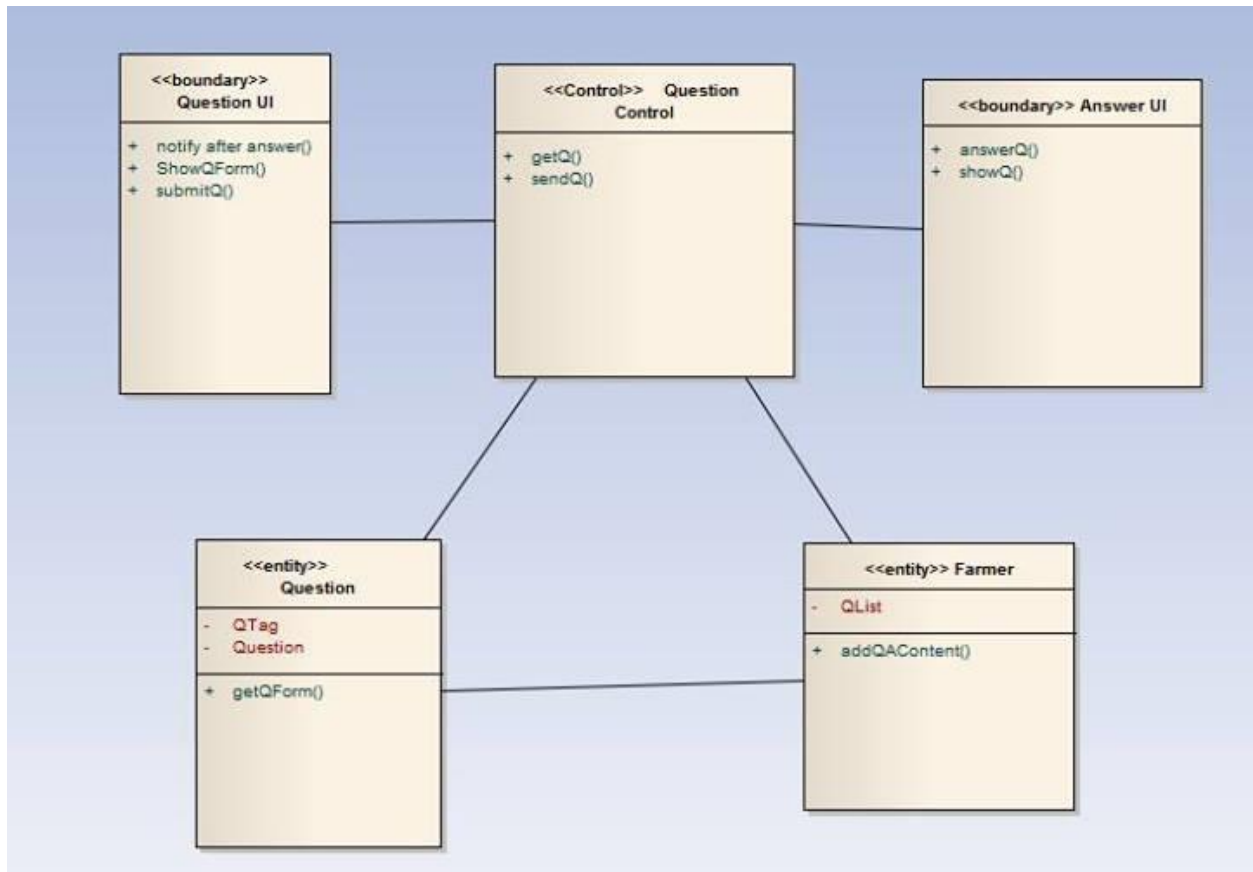 <<boundary>>
Question UI
+ notify after answer()
+ ShowQForm()
+ submitQ()
<<Control>> Question
Control
+ getQ()
+ sendQ()
<<boundary>> Answer UI
+ answerQ()
+ showQ()
<<entity>>
Question
- QTag
- Question
+ getQForm()
<<entity>> Farmer
- QList
+ addQAContent()